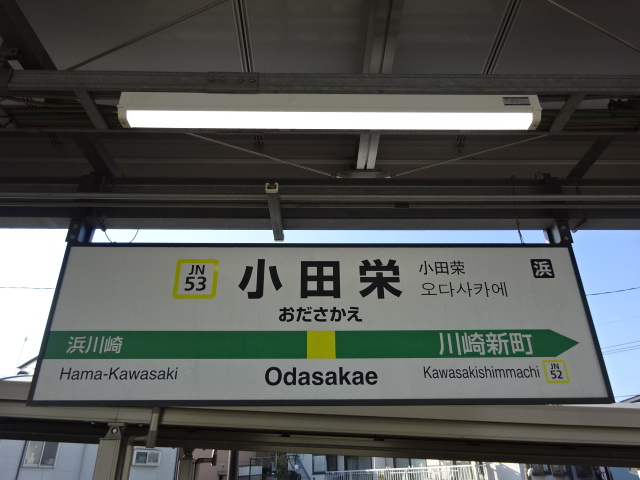 JN
53
小田栄
小田荣
오다사카에
浜
おださかえ
浜川崎
川崎新町
Hama-Kawasaki
Odasakae
Kawasakishimmachi
JN
52